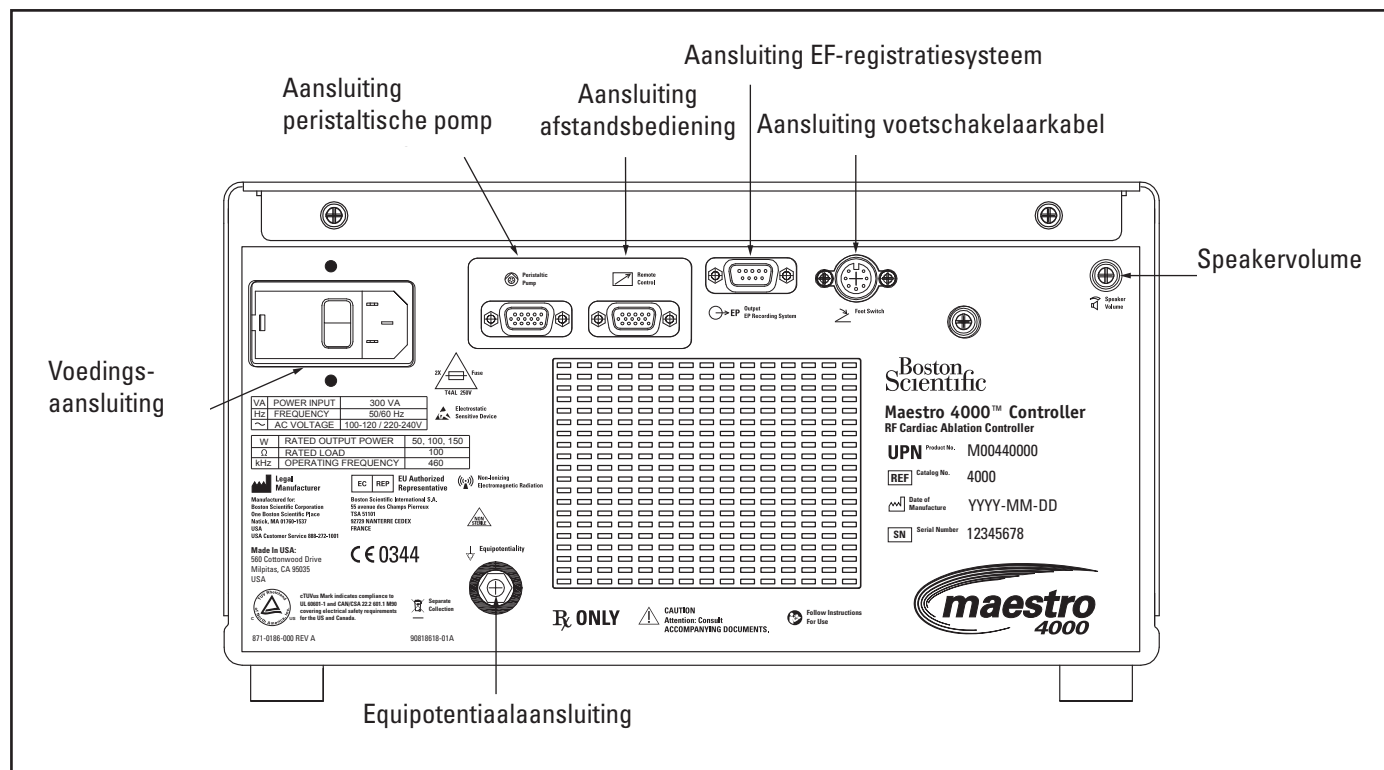 Aansluiting EF-registratiesysteem
Aansluiting
peristaltische pomp
Aansluiting
afstandsbediening
Aansluiting voetschakelaarkabel
Speakervolume
Voedings-
aansluiting
Equipotentiaalaansluiting
Peristaltic
Pump
Remote
Control
EP
Output
EP Recording System
Foot Switch
Speaker
Volume
2X Fuse
T4AL 250V
Electrostatic
Sensitive Device
VA POWER INPUT 300 VA
Hz FREQUENCY 50/60 Hz
~ AC VOLTAGE 100-120 / 220-240V
W RATED OUTPUT POWER 50, 100, 150
Ω RATED LOAD 100
kHz OPERATING FREQUENCY 460
Legal
Manufacturer
Manufactured for:
Boston Scientific Corporation
One Boston Scientific Place
Natick, MA 01760-1537
USA
USA Customer Service 888-272-1001
EC REP
EU Authorized
Representative
Boston Scientific International S.A.
55 avenue des Champs Pierreux
TSA 51101
92729 NANTERRE CEDEX
FRANCE
Non-Ionizing
Electromagnetic Radiation
NON
STERILE
Made In USA:
560 Cottonwood Drive
Milpitas, CA 95035
USA
CE 0344
Equipotentiality
C US
cTUVus Mark indicates compliance to
UL 60601-1 and CAN/CSA 22.2 601.1 M90
covering electrical safety requirements
for the US and Canada.
Separate
Collection
871-0186-000 REV A
90818618-01A
Rx ONLY
CAUTION
Attention: Consult
ACCOMPANYING DOCUMENTS.
Follow Instructions
For Use
Boston
Scientific
Maestro 4000™ Controller
RF Cardiac Ablation Controller
UPN Product No. M00440000
REF Catalog No. 4000
Date of
Manufacture
YYYY-MM-DD
SN Serial Number 12345678
maestro
4000